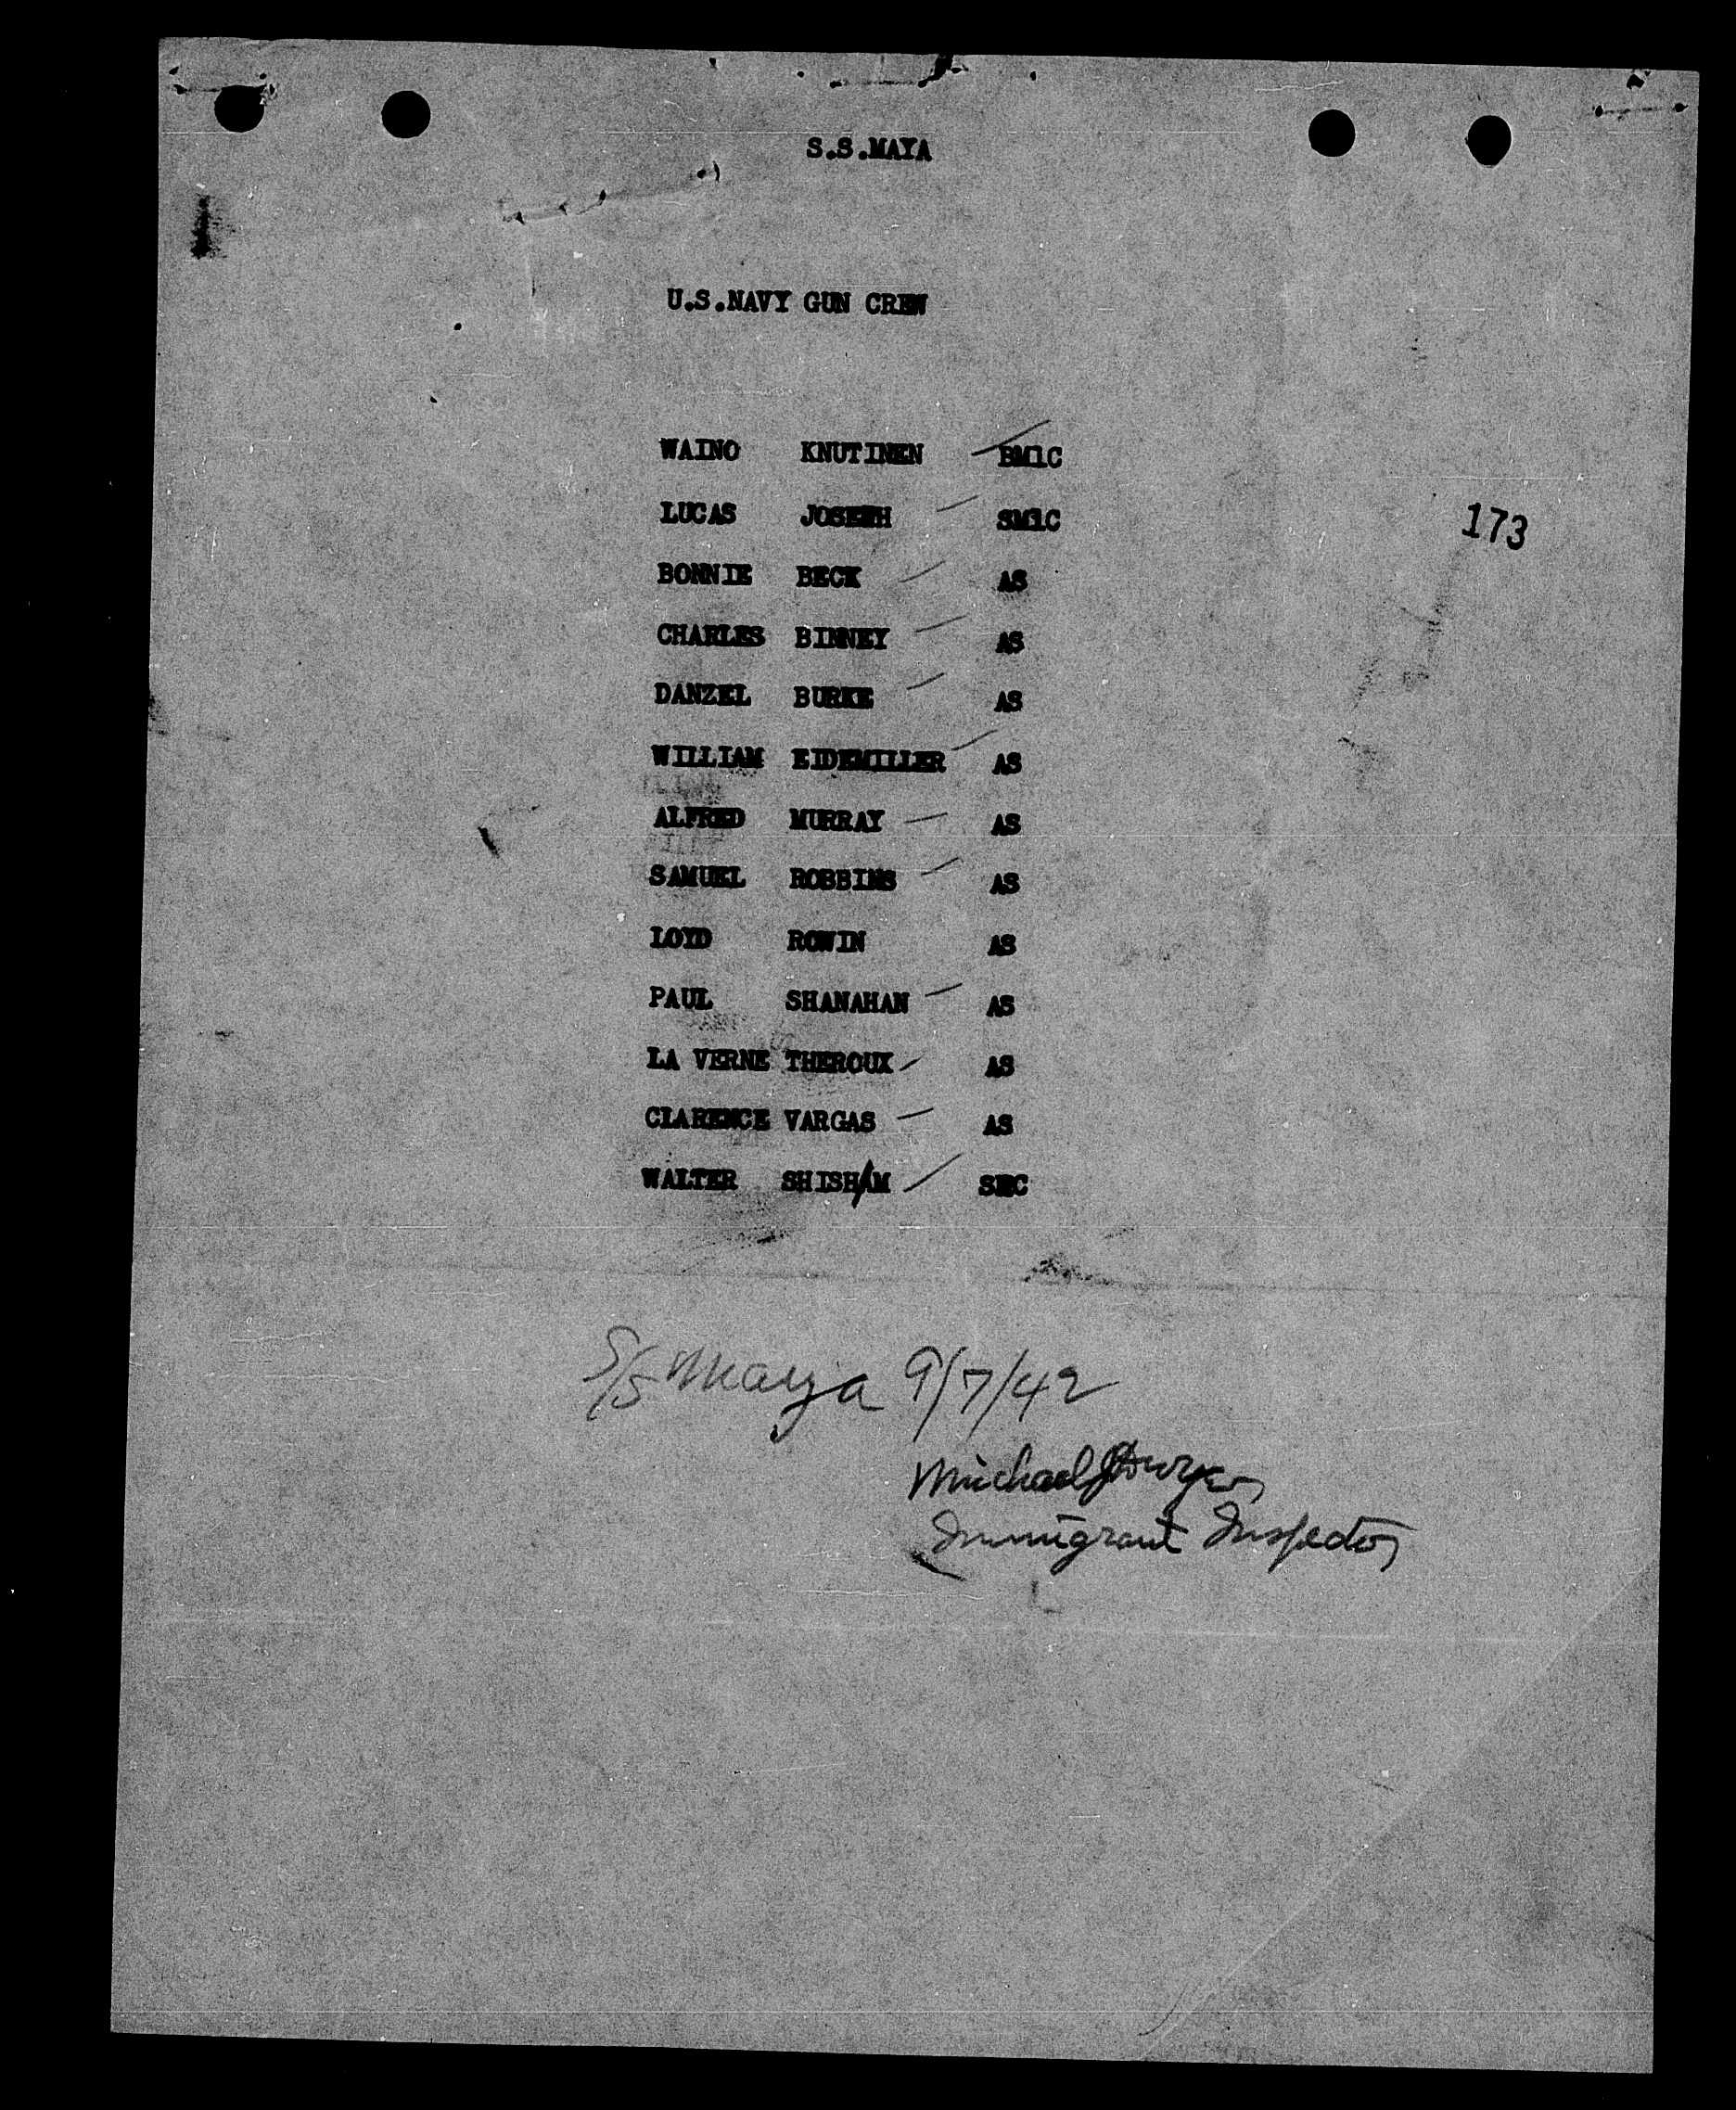 S.S.MAYA
U.S.NAVY GUN CREW
WAINO KNUTINEN BM1C
LUCAS JOSEPH SM1C
173
BONNIE BECK AS
CHARLES BINNEY AS
DANZEL BURKE AS
WILLIAM EIDEMILLER AS
ALFRED MURRAY AS
SAMUEL ROBBINS AS
LOYD ROWIN AS
PAUL SHANAHAN AS
LA VERNE THEROUX AS
CLARENCE VARGAS AS
WALTER SHISHAM
S/S Maya 9/7/42
Michael Dwyer
Immigrant Inspector